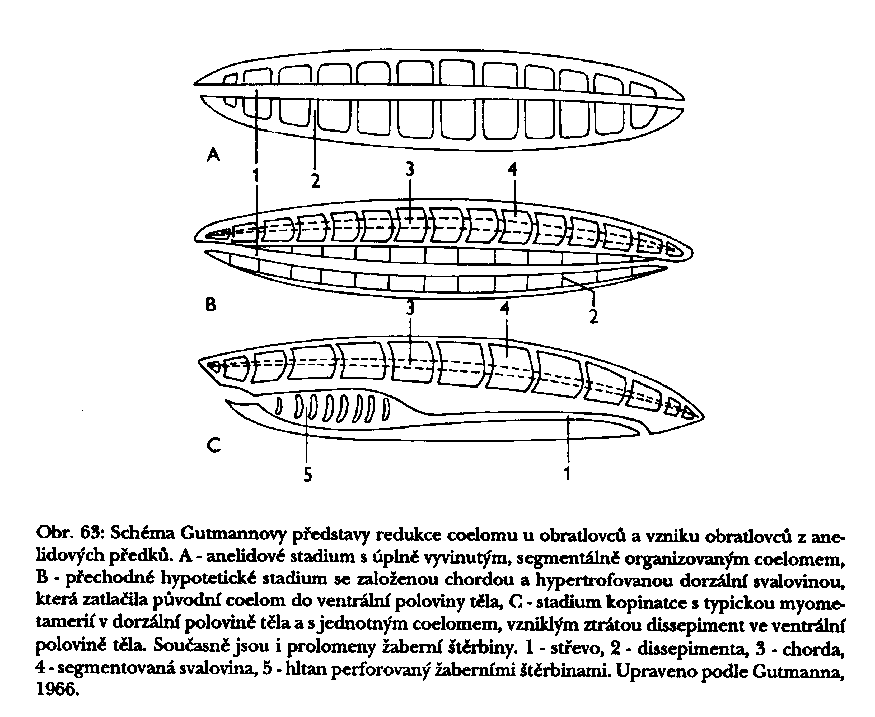 A
1
2
3
4
B
3
4
2
C
5
1
Obr. 63: Schéma Gutmannovy představy redukce coelomu u obratlovců a vzniku obratlovců z ane-
lidových předků. A - anelidové stadium s úplně vyvinutým, segmentálně organizovaným coelomem,
B - přechodné hypotetické stadium se založenou chordou a hypertrofovanou dorzální svalovinou,
která zatlačila původní coelom do ventrální poloviny těla, C - stadium kopinatce s typickou myome-
tamerií v dorzální polovině těla a s jednotným coelomem, vzniklým ztrátou dissepiment ve ventrální
polovině těla. Současně jsou i prolomeny žaberní štěrbiny. 1 - střevo, 2 - dissepimenta, 3 - chorda,
4 - segmentovaná svalovina, 5 - hltan perforovaný žaberními štěrbinami. Upraveno podle Gutmanna,
1966.